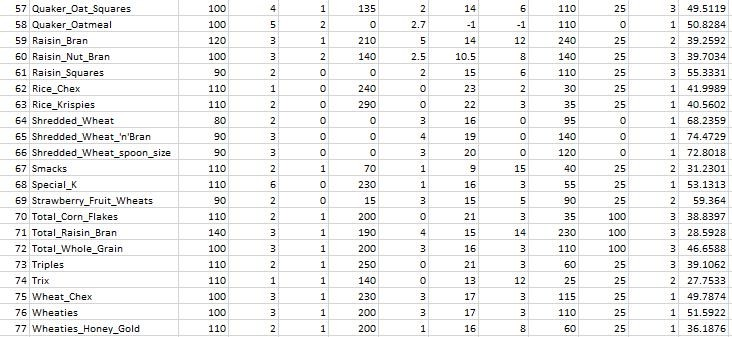 57 Quaker_Oat_Squares 100 4 1 135 2 14 6 110 25 3 49.5119
58 Quaker_Oatmeal 100 5 2 0 2.7 -1 -1 110 0 1 50.8284
59 Raisin_Bran 120 3 1 210 5 14 12 240 25 2 39.2592
60 Raisin_Nut_Bran 100 3 2 140 2.5 10.5 8 140 25 3 39.7034
61 Raisin_Squares 90 2 0 0 2 15 6 110 25 3 55.3331
62 Rice_Chex 110 1 0 240 0 23 2 30 25 1 41.9989
63 Rice_Krispies 110 2 0 290 0 22 3 35 25 1 40.5602
64 Shredded_Wheat 80 2 0 0 3 16 0 95 0 1 68.2359
65 Shredded_Wheat_'n'Bran 90 3 0 0 4 19 0 140 0 1 74.4729
66 Shredded_Wheat_spoon_size 90 3 0 0 3 20 0 120 0 1 72.8018
67 Smacks 110 2 1 70 1 9 15 40 25 2 31.2301
68 Special_K 110 6 0 230 1 16 3 55 25 1 53.1313
69 Strawberry_Fruit_Wheats 90 2 0 15 3 15 5 90 25 2 59.364
70 Total_Corn_Flakes 110 2 1 200 0 21 3 35 100 3 38.8397
71 Total_Raisin_Bran 140 3 1 190 4 15 14 230 100 3 28.5928
72 Total_Whole_Grain 100 3 1 200 3 16 3 110 100 3 46.6588
73 Triples 110 2 1 250 0 21 3 60 25 3 39.1062
74 Trix 110 1 1 140 0 13 12 25 25 2 27.7533
75 Wheat_Chex 100 3 1 230 3 17 3 115 25 1 49.7874
76 Wheaties 100 3 1 200 3 17 3 110 25 1 51.5922
77 Wheaties_Honey_Gold 110 2 1 200 1 16 8 60 25 1 36.1876